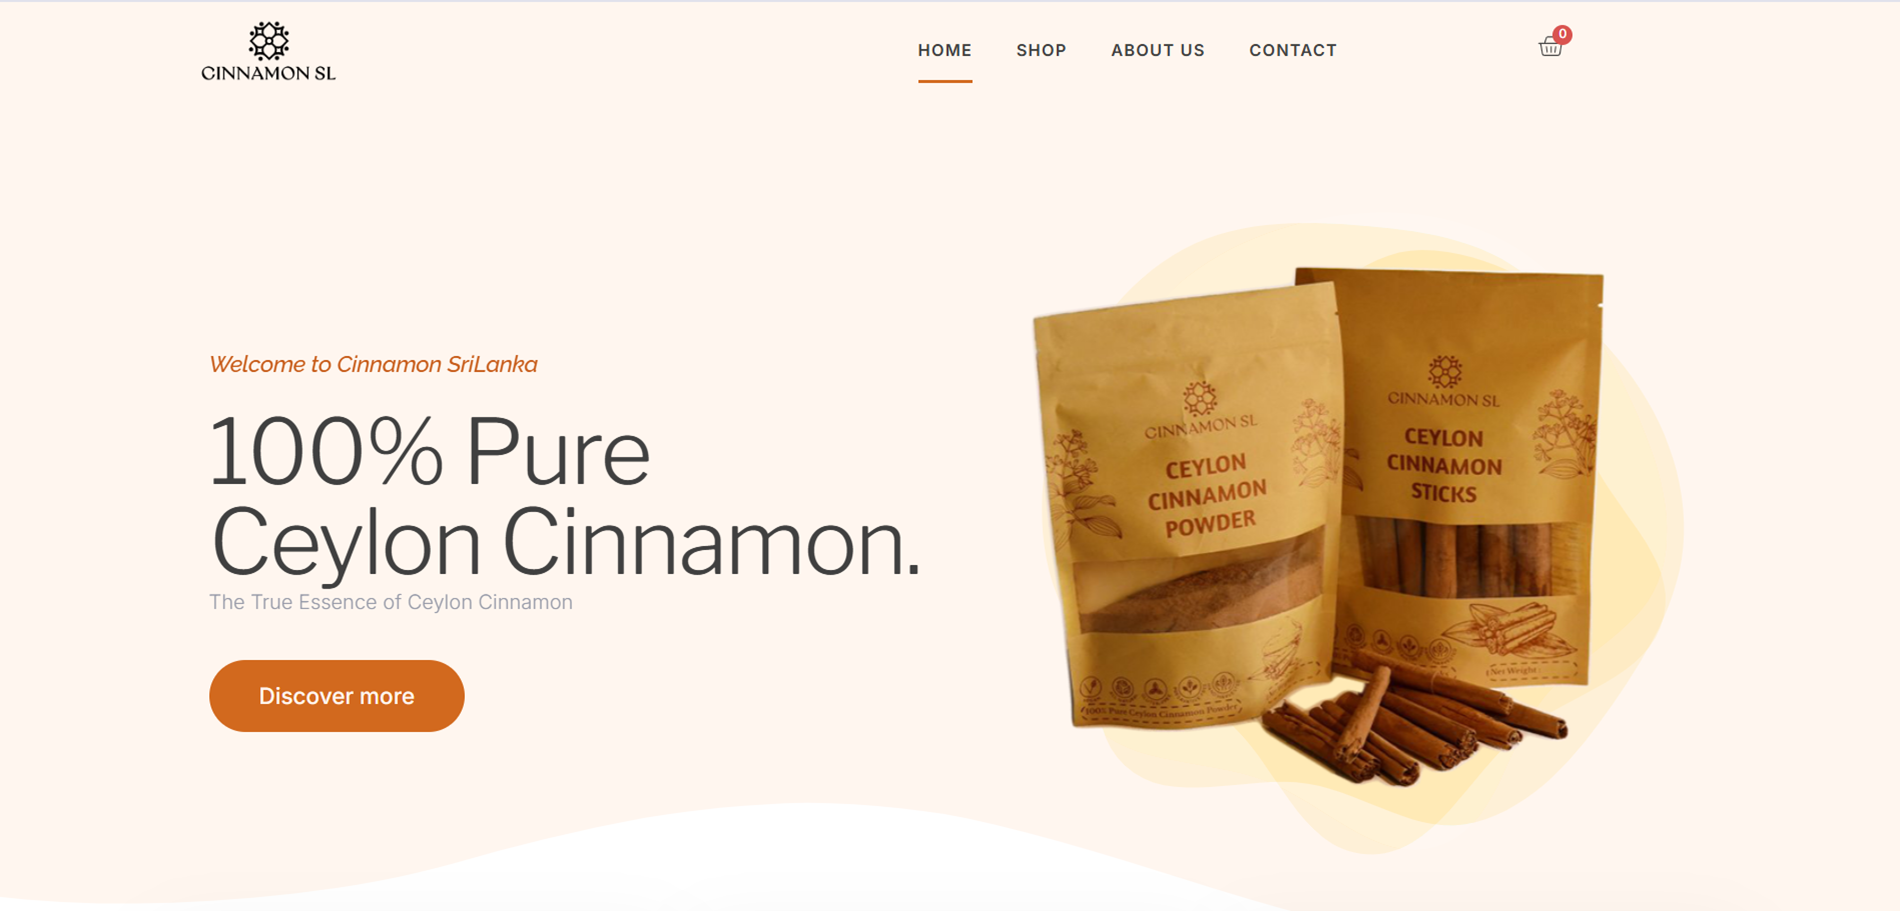 CINNAMON SL
HOME
SHOP
ABOUT US
CONTACT
0
Welcome to Cinnamon SriLanka
100% Pure
Ceylon Cinnamon.
The True Essence of Ceylon Cinnamon
Discover more
CINNAMON SL
CEYLON
CINNAMON
POWDER
100% Pure Ceylon Cinnamon Powder
CINNAMON SL
CEYLON
CINNAMON
STICKS
Net Weight